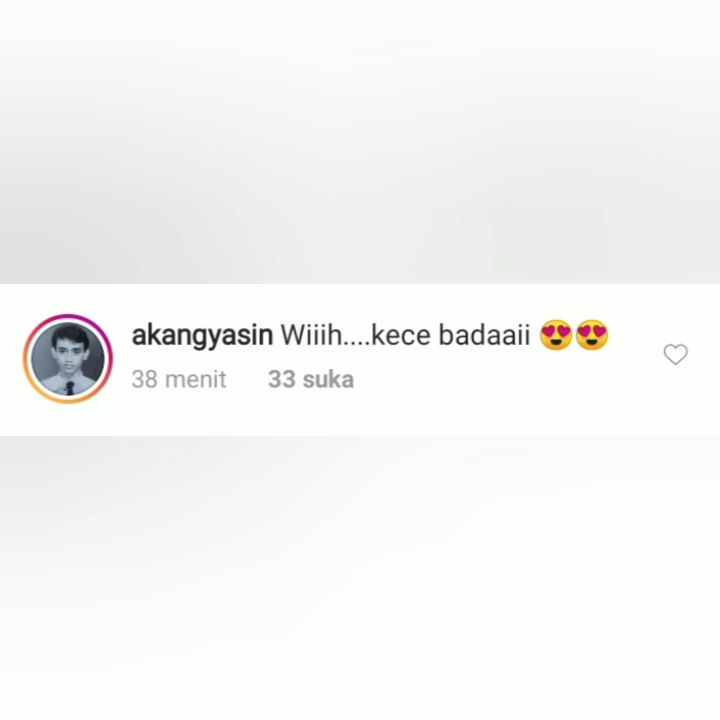 akangyasin Wiiih....kece badaaii 😍😍
38 menit 33 suka